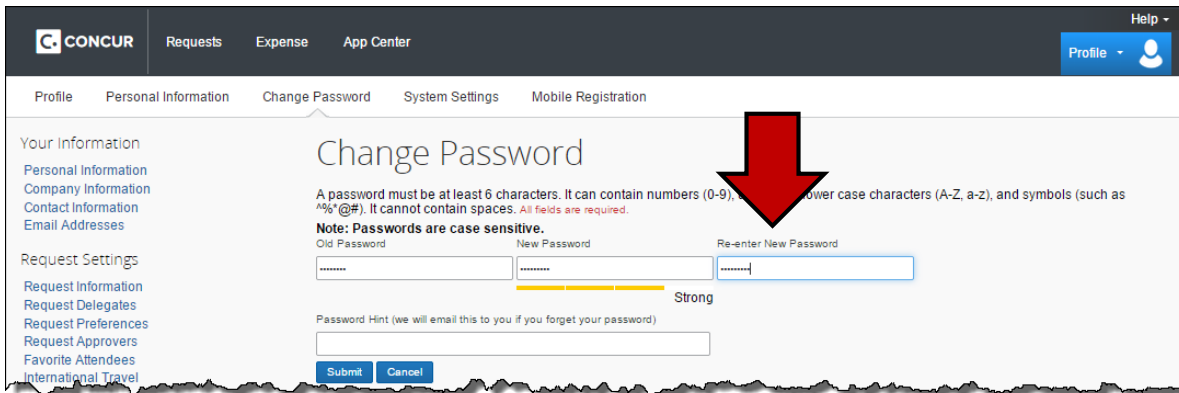 Help
C. CONCUR Requests Expense App Center
Profile
Profile Personal Information Change Password System Settings Mobile Registration
Your Information
Personal Information
Company Information
Contact Information
Email Addresses
Request Settings
Request Information
Request Delegates
Request Preferences
Request Approvers
Favorite Attendees
International Travel
Change Password
A password must be at least 6 characters. It can contain numbers (0-9), lower case characters (A-Z, a-z), and symbols (such as
^%*@#). It cannot contain spaces. All fields are required.
Note: Passwords are case sensitive.
Old Password New Password Re-enter New Password
Strong
Password Hint (we will email this to you if you forget your password)
Submit Cancel